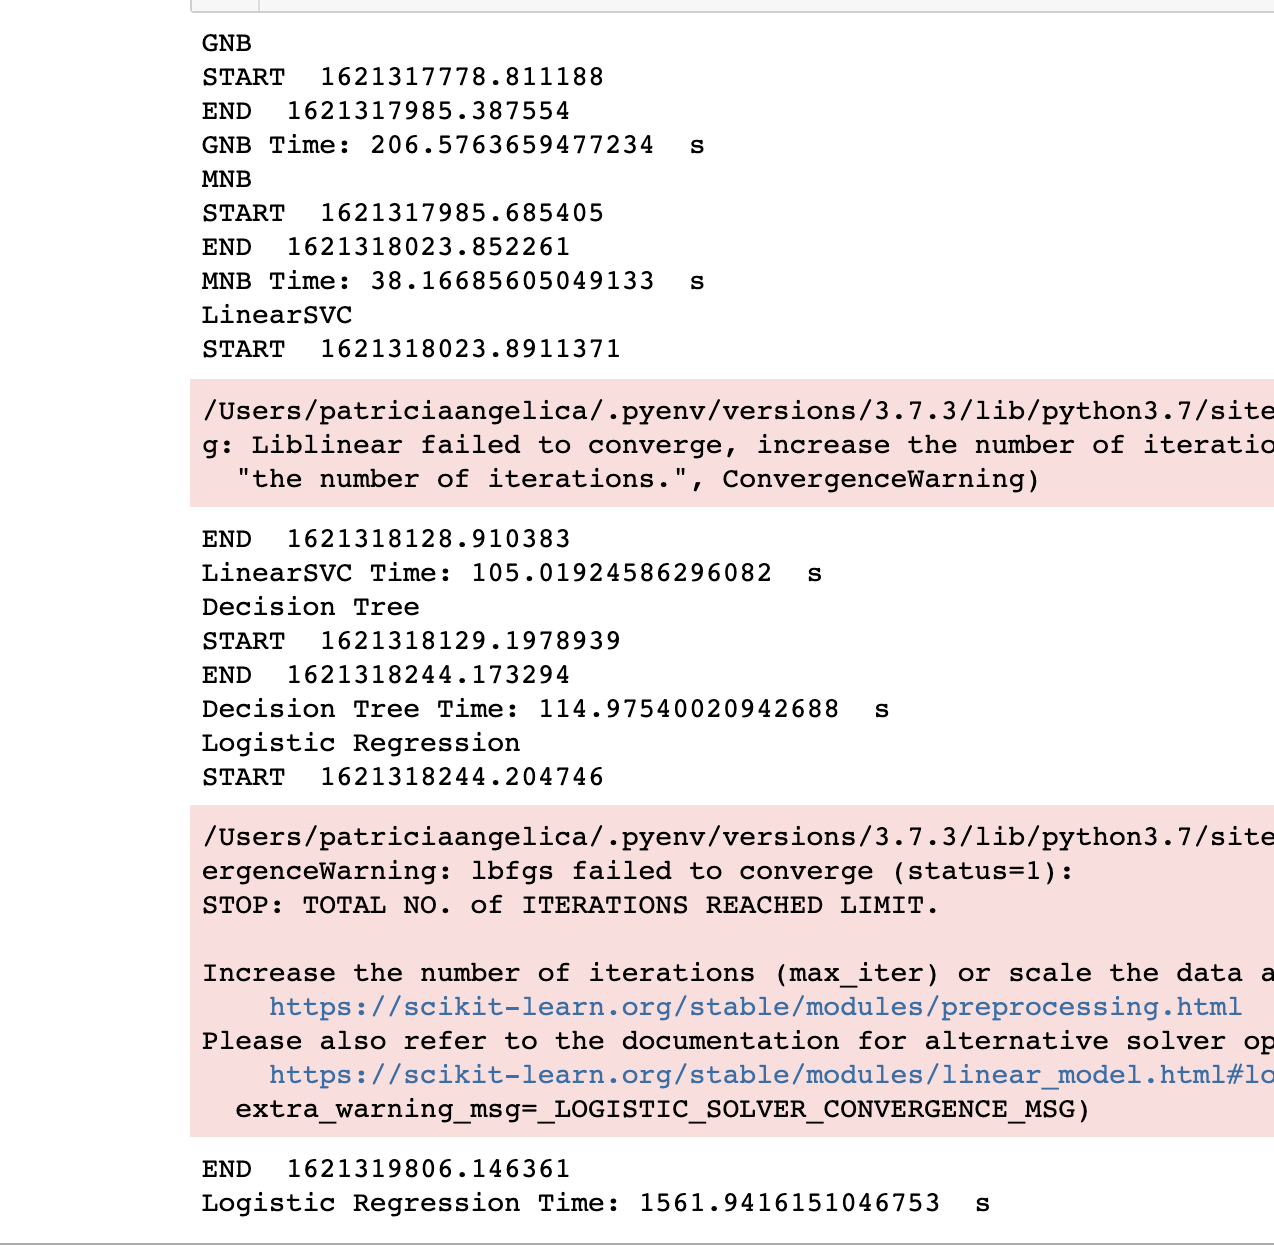 GNB
START  1621317778.811188
END  1621317985.387554
GNB Time: 206.5763659477234  s
MNB
START  1621317985.685405
END  1621318023.852261
MNB Time: 38.16685605049133  s
LinearSVC
START  1621318023.8911371
/Users/patriciaangelica/.pyenv/versions/3.7.3/lib/python3.7/site
g: Liblinear failed to converge, increase the number of iteratio
  "the number of iterations.", ConvergenceWarning)
END  1621318128.910383
LinearSVC Time: 105.01924586296082  s
Decision Tree
START  1621318129.1978939
END  1621318244.173294
Decision Tree Time: 114.97540020942688  s
Logistic Regression
START  1621318244.204746
/Users/patriciaangelica/.pyenv/versions/3.7.3/lib/python3.7/site
ergenceWarning: lbfgs failed to converge (status=1):
STOP: TOTAL NO. of ITERATIONS REACHED LIMIT.
Increase the number of iterations (max_iter) or scale the data a
    https://scikit-learn.org/stable/modules/preprocessing.html
Please also refer to the documentation for alternative solver op
    https://scikit-learn.org/stable/modules/linear_model.html#lo
  extra_warning_msg=_LOGISTIC_SOLVER_CONVERGENCE_MSG)
END  1621319806.146361
Logistic Regression Time: 1561.9416151046753  s